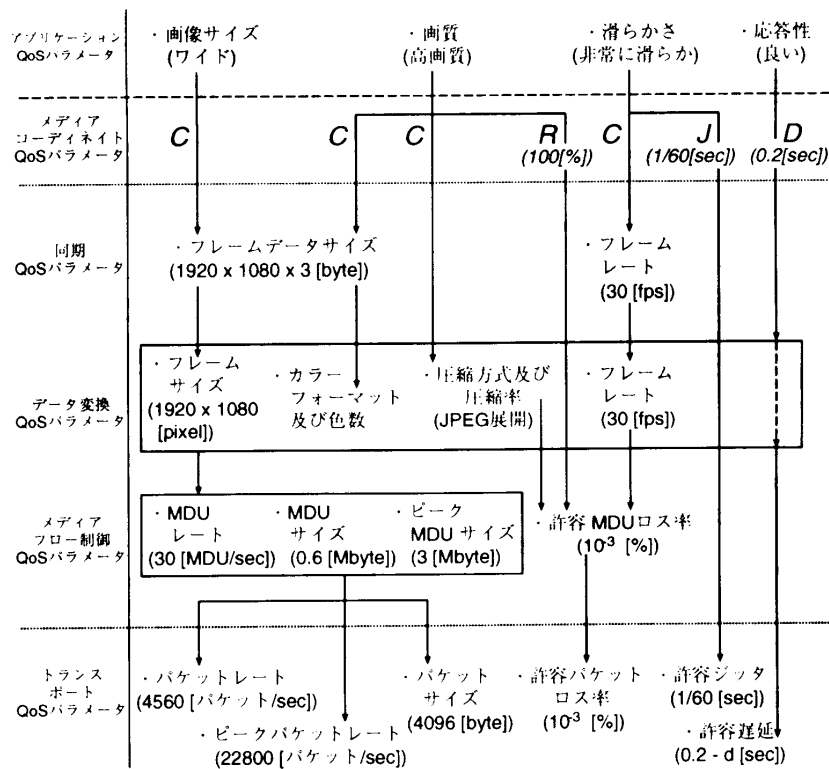 アプリケーション
QoSパラメータ
・画像サイズ
(ワイド)
・画質
(高画質)
・滑らかさ
(非常に滑らか)
・応答性
(良い)
メディア
コーディネイト
QoSパラメータ
C
C
C
R
(100[%])
C
J
(1/60[sec])
D
(0.2[sec])
同期
QoSパラメータ
・フレームデータサイズ
(1920 x 1080 x 3 [byte])
・フレーム
レート
(30 [fps])
データ変換
QoSパラメータ
・フレーム
サイズ
(1920 x 1080
[pixel])
・カラー
フォーマット
及び色数
・圧縮方式及び
圧縮率
(JPEG展開)
・フレーム
レート
(30 [fps])
メディア
フロー制御
QoSパラメータ
・MDU
レート
(30 [MDU/sec])
・MDU
サイズ
(0.6 [Mbyte])
・ピーク
MDU サイズ
(3 [Mbyte])
・許容 MDUロス率
(10⁻³ [%])
トランス
ポート
QoSパラメータ
・パケットレート
(4560 [パケット/sec])
・ピークパケットレート
(22800 [パケット/sec])
・パケット
サイズ
(4096 [byte])
・許容パケット
ロス率
(10⁻³ [%])
・許容ジッタ
(1/60 [sec])
・許容遅延
(0.2 - d [sec])